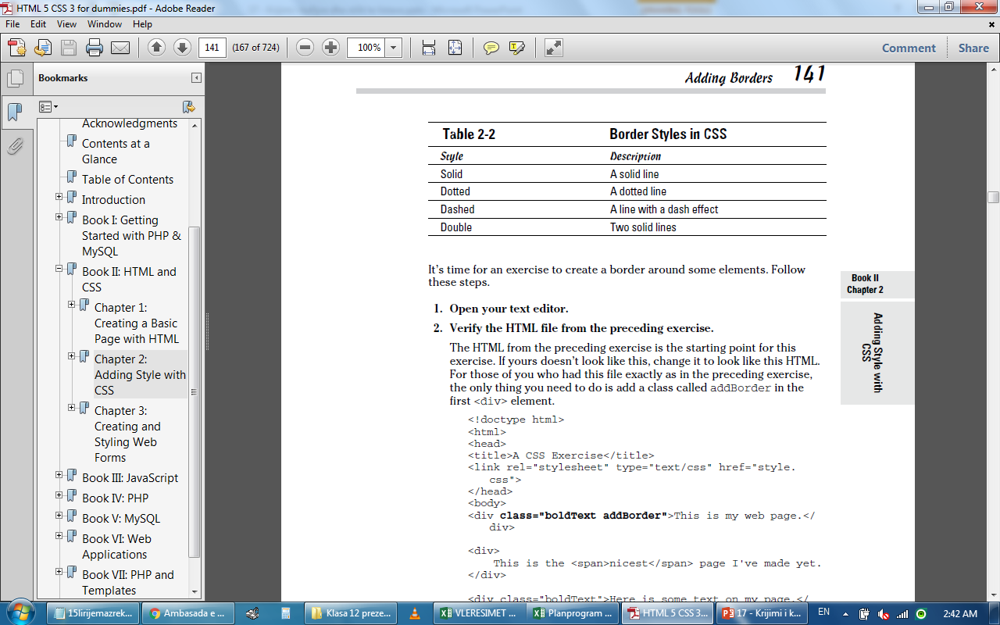 HTML 5 CSS 3 for dummies.pdf - Adobe Reader
File Edit View Window Help
141 (167 of 724) 100% Comment Share
Bookmarks
Acknowledgments
Contents at a
Glance
Table of Contents
Introduction
Book I: Getting
Started with PHP &
MySQL
Book II: HTML and
CSS
Chapter 1:
Creating a Basic
Page with HTML
Chapter 2:
Adding Style with
CSS
Chapter 3:
Creating and
Styling Web
Forms
Book III: JavaScript
Book IV: PHP
Book V: MySQL
Book VI: Web
Applications
Book VII: PHP and
Templates
Adding Borders 141
Table 2-2 Border Styles in CSS
Style Description
Solid A solid line
Dotted A dotted line
Dashed A line with a dash effect
Double Two solid lines
It's time for an exercise to create a border around some elements. Follow
these steps.
1. Open your text editor.
2. Verify the HTML file from the preceding exercise.
The HTML from the preceding exercise is the starting point for this
exercise. If yours doesn't look like this, change it to look like this HTML.
For those of you who had this file exactly as in the preceding exercise,
the only thing you need to do is add a class called addBorder in the
first <div> element.
<!doctype html>
<html>
<head>
<title>A CSS Exercise</title>
<link rel="stylesheet" type="text/css" href="style.
css">
</head>
<body>
<div class="boldText addBorder">This is my web page.</
div>
<div>
This is the <span>nicest</span> page I've made yet.
</div>
<div class="boldText">Here is some text on my page.</
Book II
Chapter 2
Adding Style with
CSS
15lirijemazrek... Ambasada e ... Klasa 12 preze... VLERESIMET ... Planprogram ... HTML 5 CSS 3... 17 - Krijimi i k... EN 2:42 AM